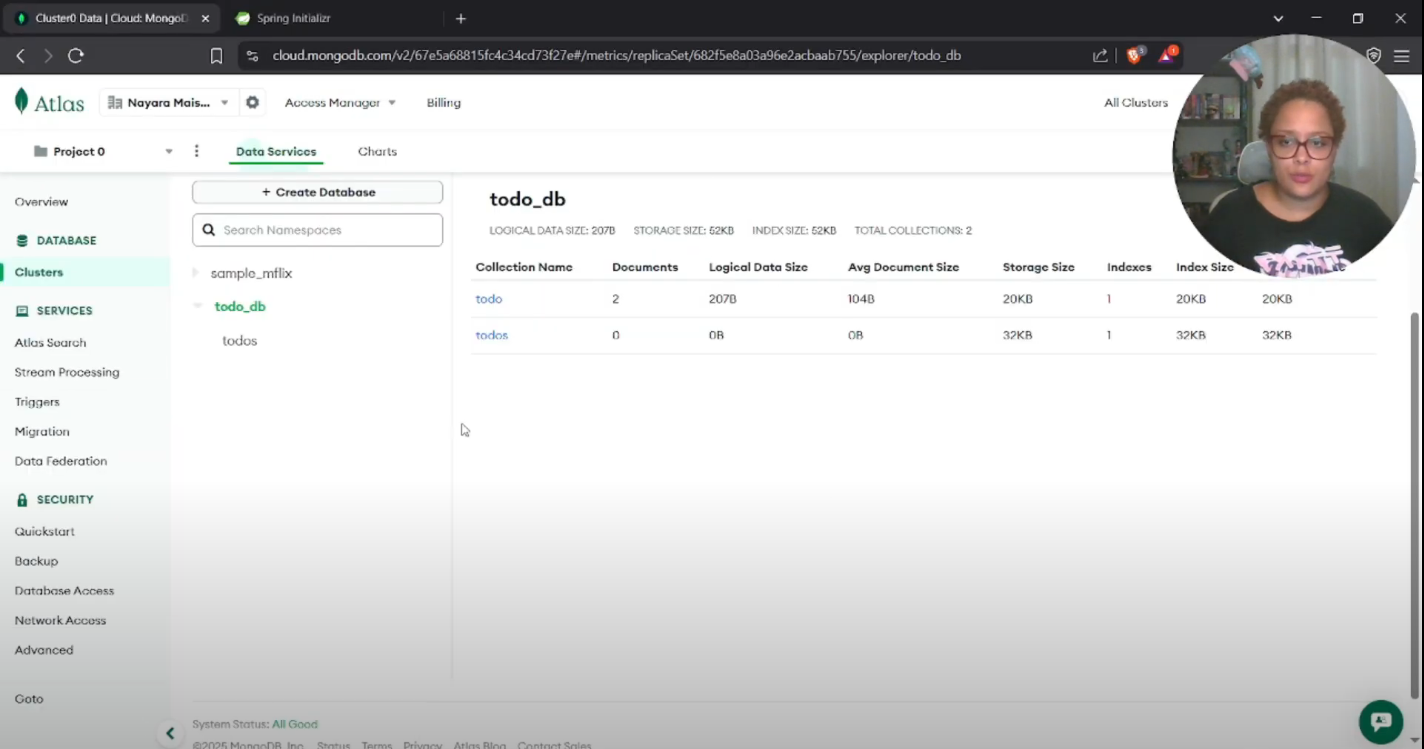 Cluster0 Data | Cloud: MongoD
Spring Initializr
cloud.mongodb.com/v2/67e5a68815fc4c34cd73f27e#/metrics/replicaSet/682f5e8a03a96e2acbaab755/explorer/todo_db
Atlas
Nayara Mais...
Access Manager
Billing
All Clusters
Project 0
Data Services
Charts
Overview
DATABASE
Clusters
SERVICES
Atlas Search
Stream Processing
Triggers
Migration
Data Federation
SECURITY
Quickstart
Backup
Database Access
Network Access
Advanced
Goto
+ Create Database
Search Namespaces
sample_mflix
todo_db
todos
todo_db
LOGICAL DATA SIZE: 207B STORAGE SIZE: 52KB INDEX SIZE: 52KB TOTAL COLLECTIONS: 2
Collection Name Documents Logical Data Size Avg Document Size Storage Size Indexes Index Size
todo 2 207B 104B 20KB 1 20KB 20KB
todos 0 0B 0B 32KB 1 32KB 32KB
System Status: All Good
©2025 MongoDB, Inc. Status Terms Privacy Atlas Blog Contact Sales